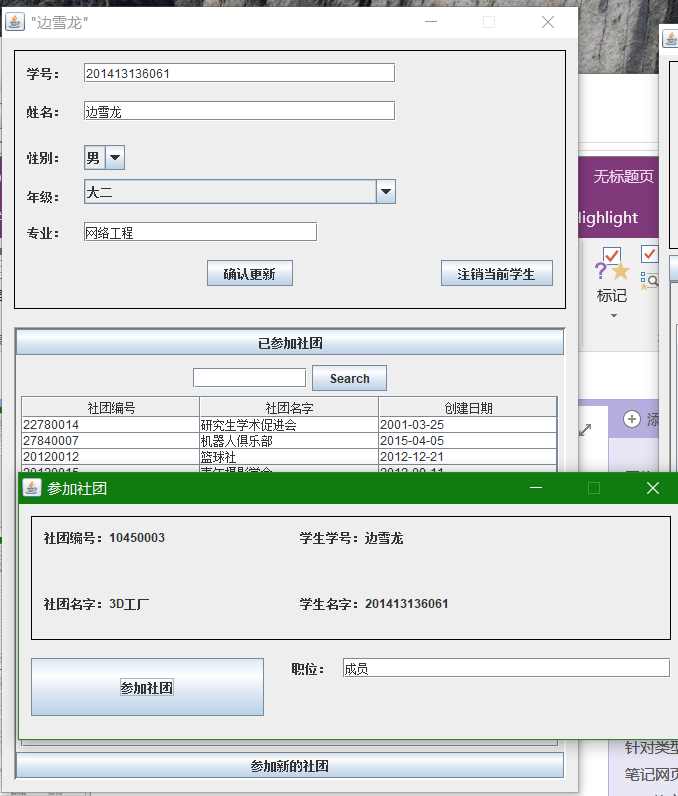 "边雪龙"
学号： 201413136061
姓名： 边雪龙
性别： 男
年级： 大二
专业： 网络工程
确认更新 注销当前学生
已参加社团
Search
社团编号 社团名字 创建日期
22780014 研究生学术促进会 2001-03-25
27840007 机器人俱乐部 2015-04-05
20120012 篮球社 2012-12-21
参加社团
社团编号：10450003 学生学号：边雪龙
社团名字：3D工厂 学生名字：201413136061
参加社团 职位： 成员
参加新的社团
无标题页
Highlight
标记
添
针对类型
笔记网页